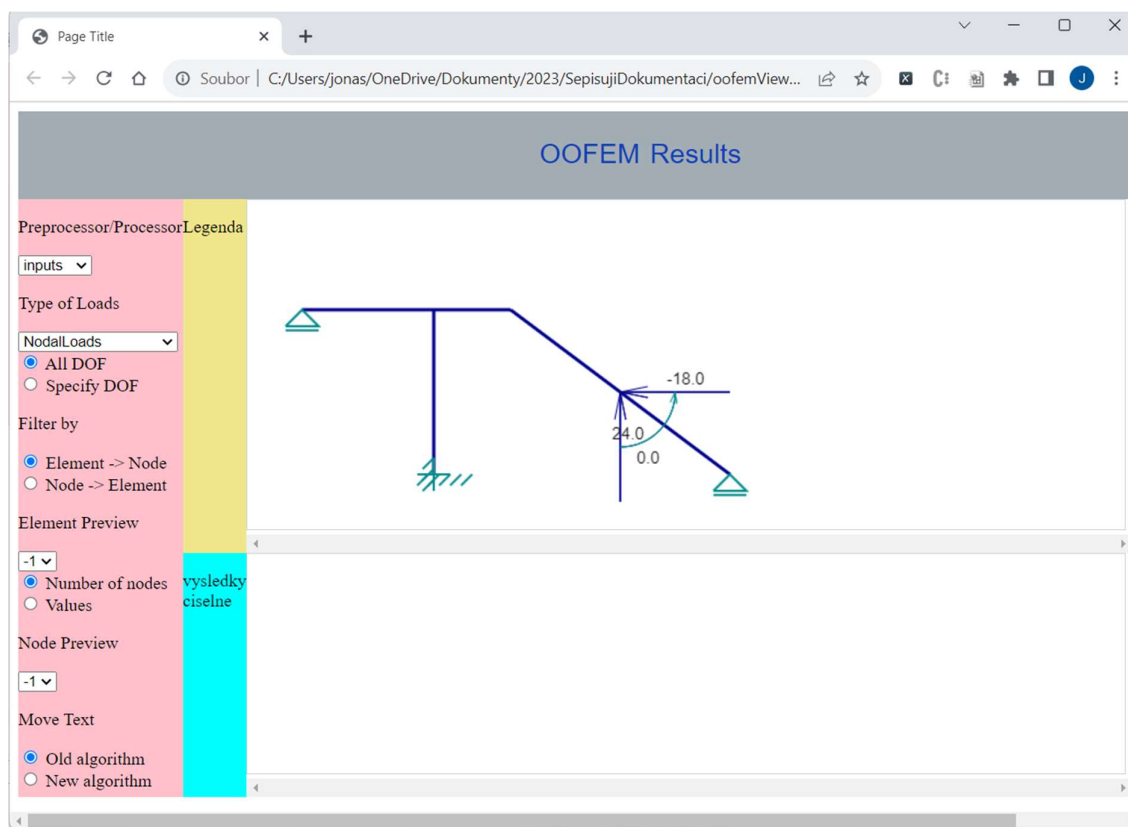 Page Title
Soubor
C:/Users/jonas/OneDrive/Dokumenty/2023/SepisujiDokumentaci/oofemView...
J
OOFEM Results
Preprocessor/Processor
Legenda
inputs
Type of Loads
NodalLoads
All DOF
Specify DOF
Filter by
Element -> Node
Node -> Element
Element Preview
-1
Number of nodes
Values
Node Preview
-1
Move Text
Old algorithm
New algorithm
-18.0
24.0
0.0
vysledky
ciselne